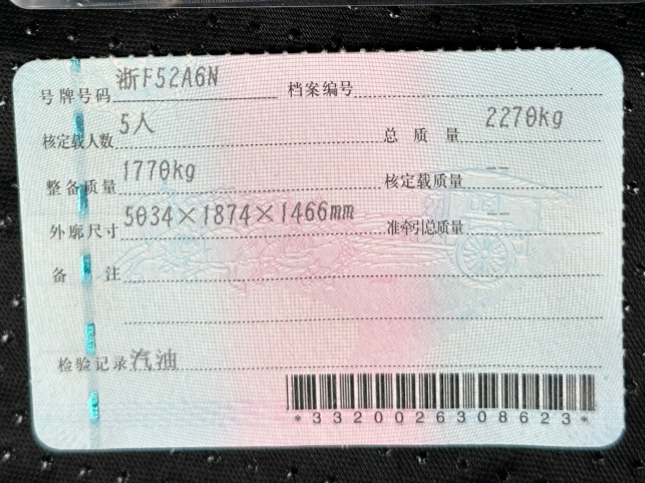 号牌号码 浙F52A6N 档案编号
核定载人数 5人 总质量 2270kg
整备质量 1770kg 核定载质量 --
外廓尺寸 5034×1874×1466mm 准牵引总质量 --
备注
检验记录 汽油
*3320026308623*